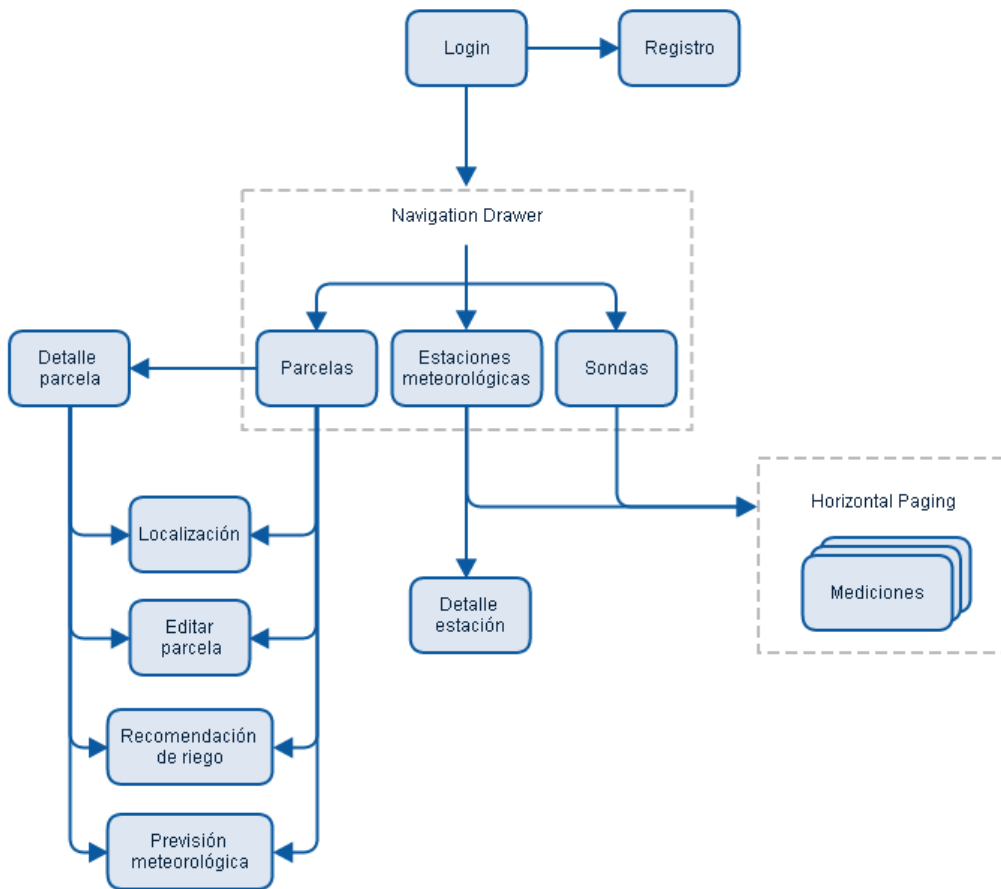 Login
Registro
Navigation Drawer
Detalle
parcela
Parcelas
Estaciones
meteorológicas
Sondas
Localización
Horizontal Paging
Mediciones
Editar
parcela
Detalle
estación
Recomendación
de riego
Previsión
meteorológica